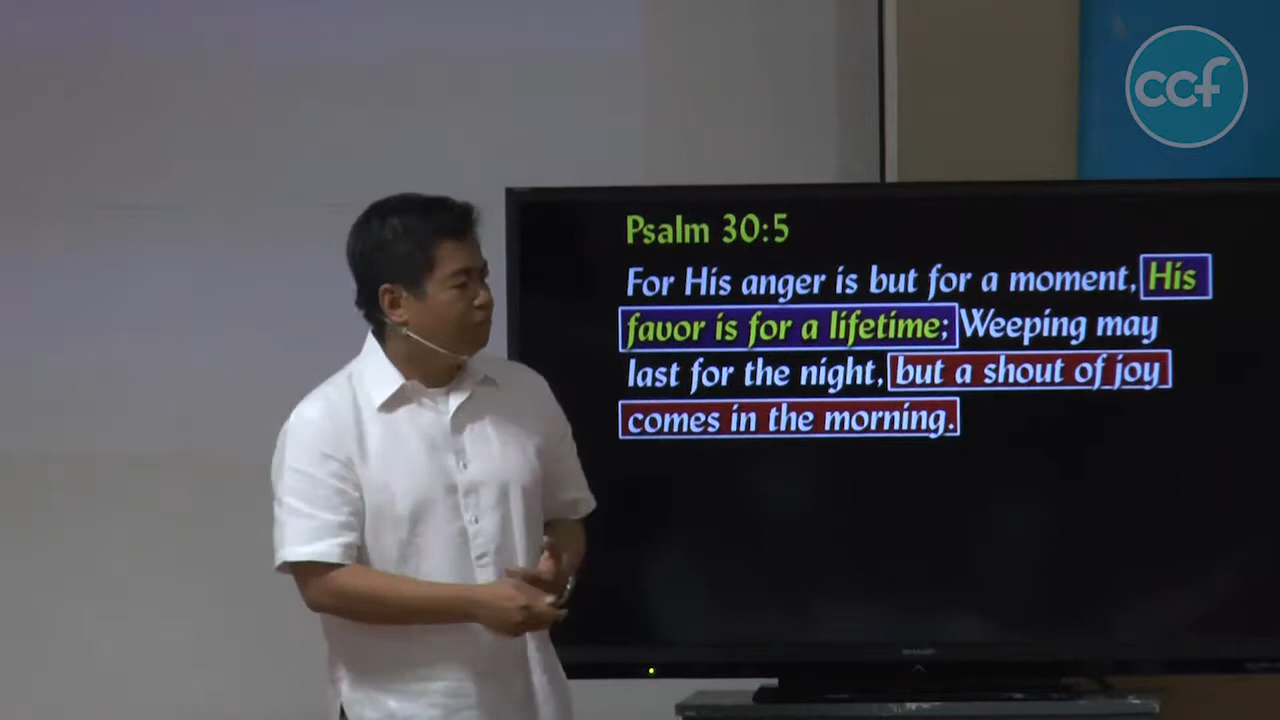 ccf
Psalm 30:5
For His anger is but for a moment, His
favor is for a lifetime; Weeping may
last for the night, but a shout of joy
comes in the morning.
SHARP